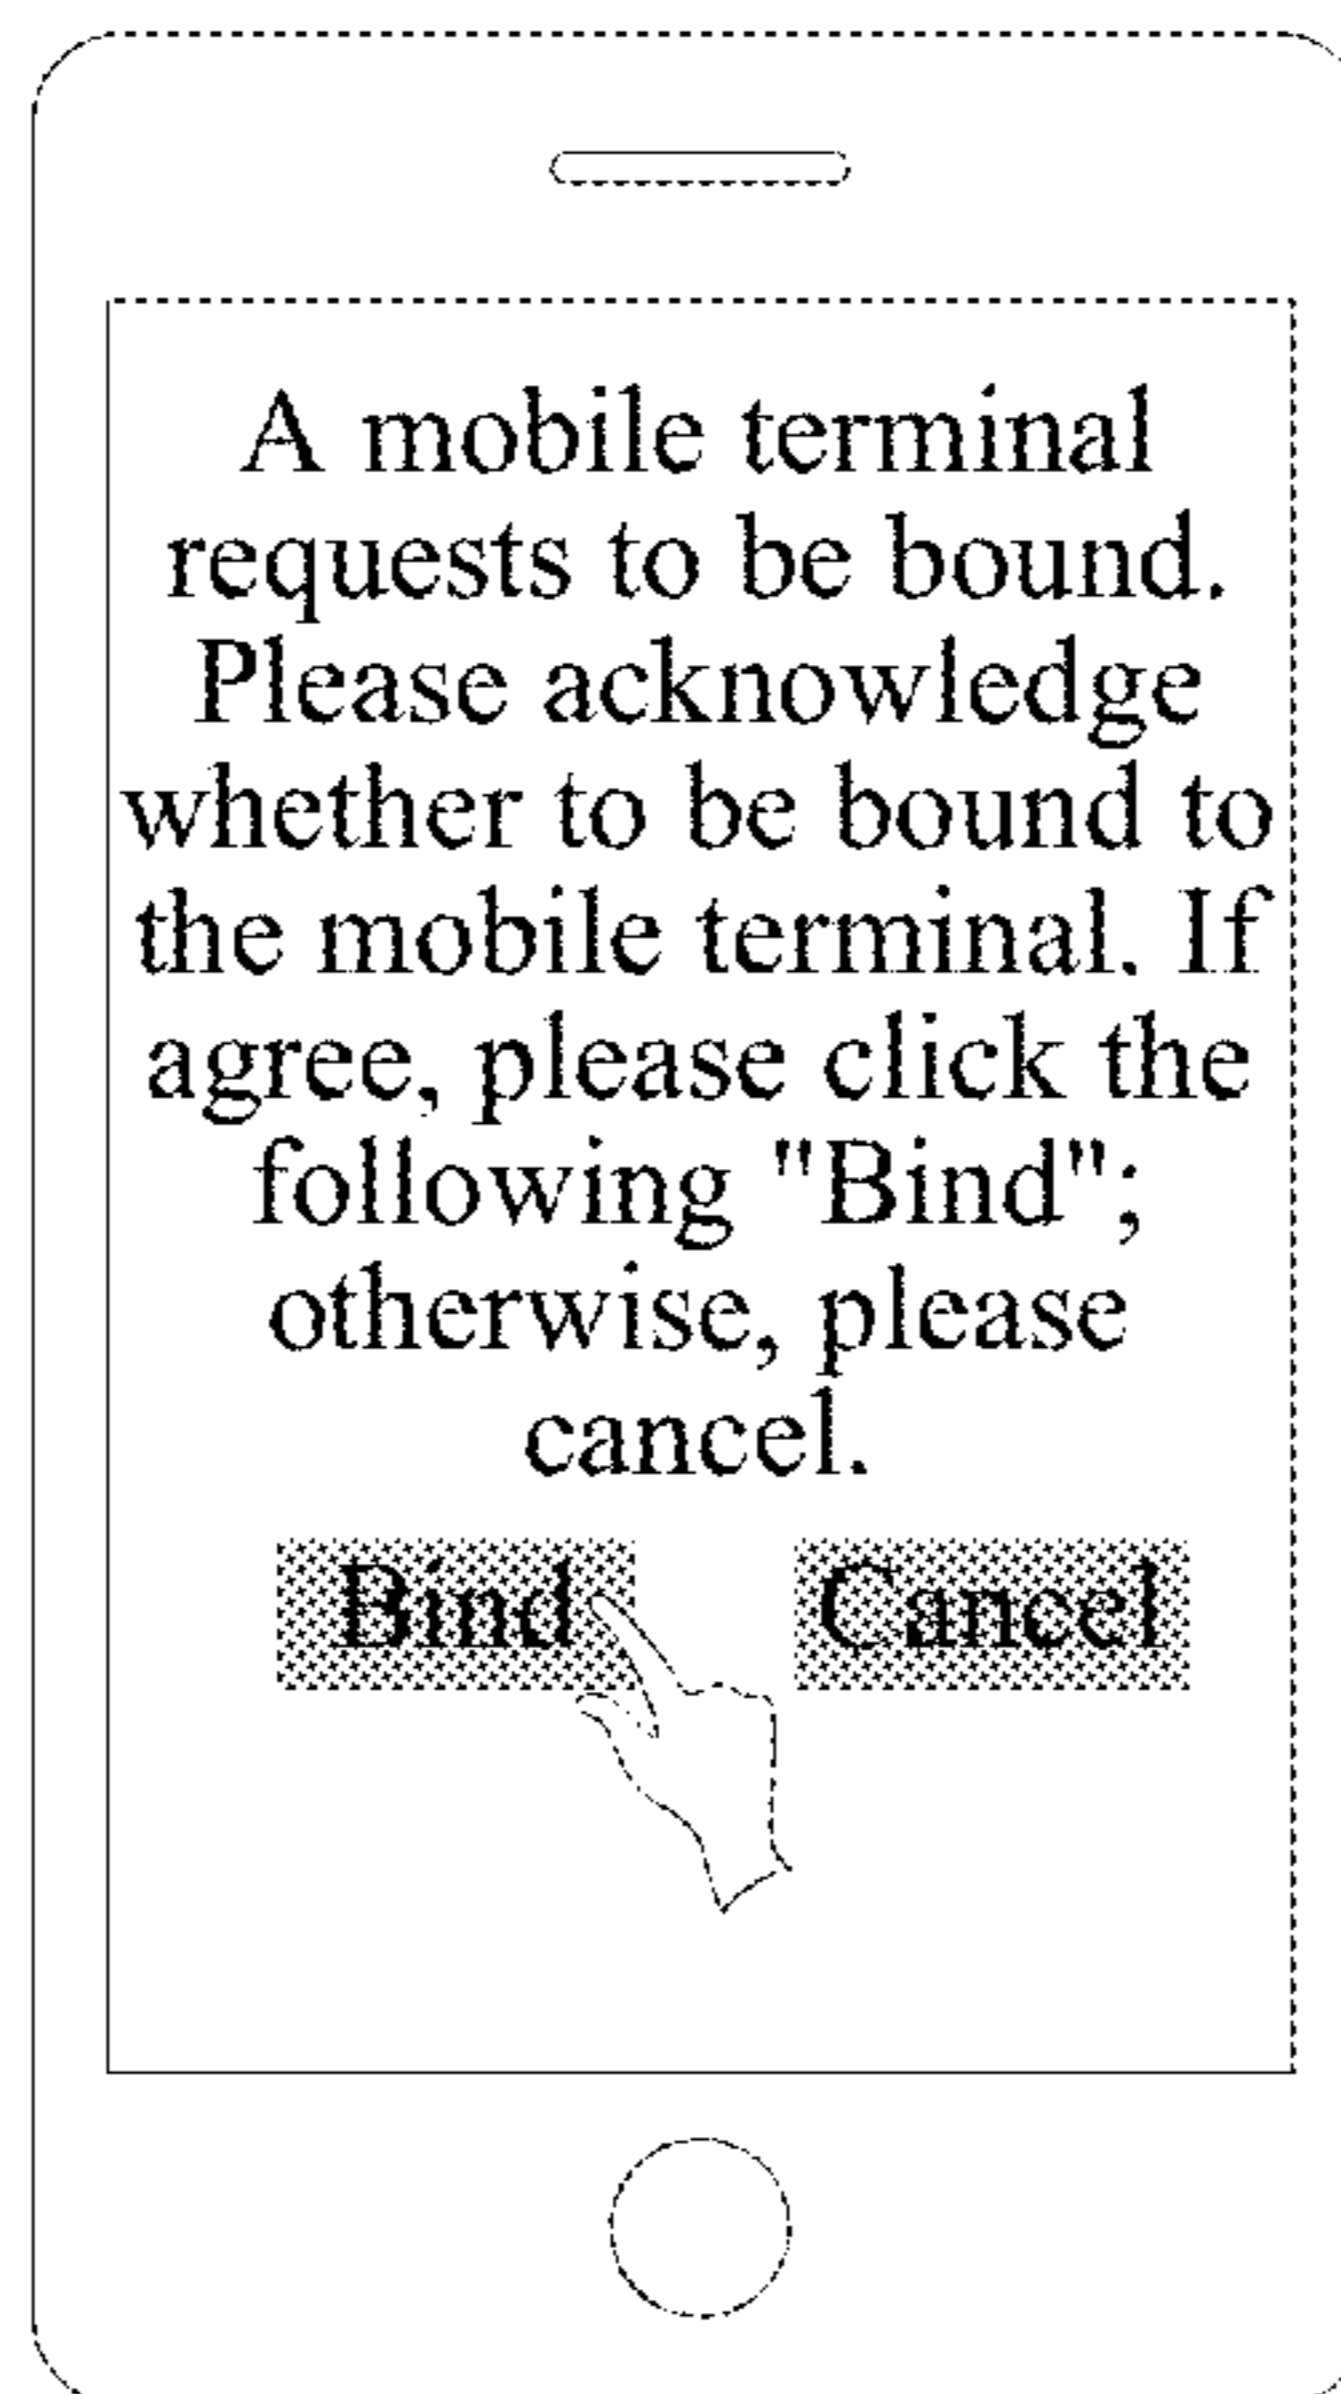 A mobile terminal
requests to be bound.
Please acknowledge
whether to be bound to
the mobile terminal. If
agree, please click the
following "Bind";
otherwise, please
cancel.
Bind Cancel